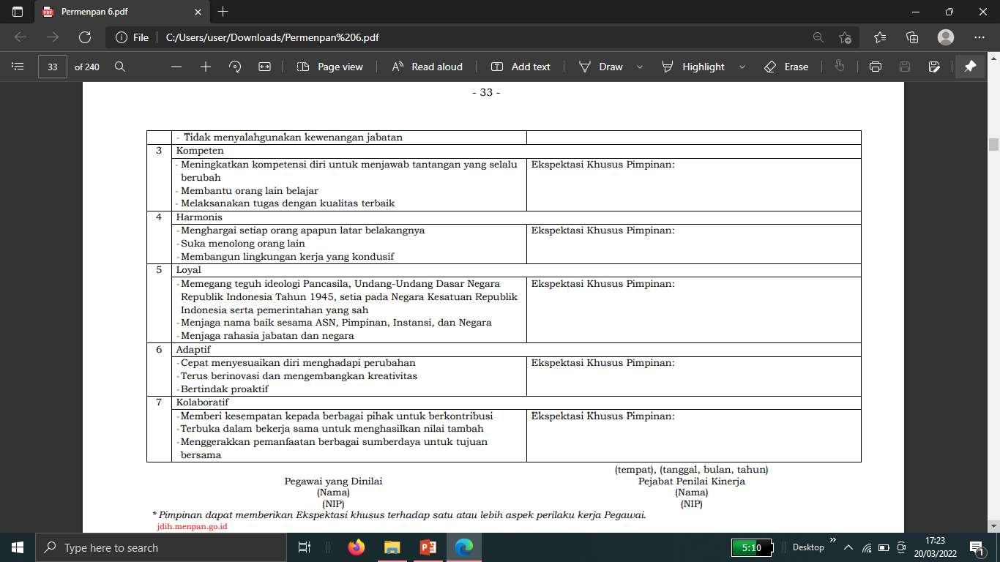 Permenpan 6.pdf
File
C:/Users/user/Downloads/Permenpan%206.pdf
33 of 240
Page view
Read aloud
Add text
Draw
Highlight
Erase
- 33 -
- Tidak menyalahgunakan kewenangan jabatan
3 Kompeten
- Meningkatkan kompetensi diri untuk menjawab tantangan yang selalu
berubah
- Membantu orang lain belajar
- Melaksanakan tugas dengan kualitas terbaik
Ekspektasi Khusus Pimpinan:
4 Harmonis
- Menghargai setiap orang apapun latar belakangnya
- Suka menolong orang lain
- Membangun lingkungan kerja yang kondusif
Ekspektasi Khusus Pimpinan:
5 Loyal
- Memegang teguh ideologi Pancasila, Undang-Undang Dasar Negara
Republik Indonesia Tahun 1945, setia pada Negara Kesatuan Republik
Indonesia serta pemerintahan yang sah
- Menjaga nama baik sesama ASN, Pimpinan, Instansi, dan Negara
- Menjaga rahasia jabatan dan negara
Ekspektasi Khusus Pimpinan:
6 Adaptif
- Cepat menyesuaikan diri menghadapi perubahan
- Terus berinovasi dan mengembangkan kreativitas
- Bertindak proaktif
Ekspektasi Khusus Pimpinan:
7 Kolaboratif
- Memberi kesempatan kepada berbagai pihak untuk berkontribusi
- Terbuka dalam bekerja sama untuk menghasilkan nilai tambah
- Menggerakkan pemanfaatan berbagai sumberdaya untuk tujuan
bersama
Ekspektasi Khusus Pimpinan:
(tempat), (tanggal, bulan, tahun)
Pegawai yang Dinilai
(Nama)
(NIP)
Pejabat Penilai Kinerja
(Nama)
(NIP)
* Pimpinan dapat memberikan Ekspektasi khusus terhadap satu atau lebih aspek perilaku kerja Pegawai.
jdih.menpan.go.id
Type here to search
5:10
Desktop
17:23
20/03/2022
1